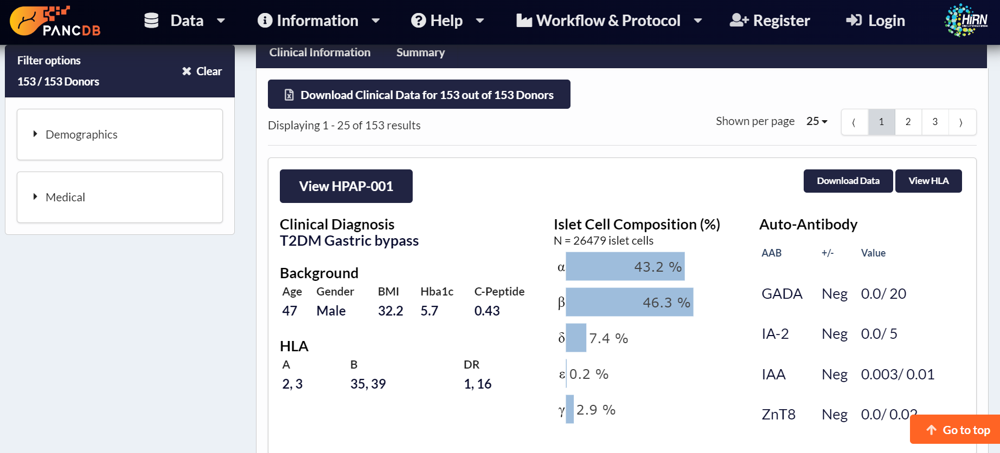 PANCDB
Data
Information
Help
Workflow & Protocol
Register
Login
HiRN
Filter options
153 / 153 Donors
Clear
Demographics
Medical
Clinical Information
Summary
Download Clinical Data for 153 out of 153 Donors
Displaying 1 - 25 of 153 results
Shown per page 25
⟨ 1 2 3 ⟩
View HPAP-001
Download Data
View HLA
Clinical Diagnosis
T2DM Gastric bypass
Background
Age Gender BMI Hba1c C-Peptide
47 Male 32.2 5.7 0.43
HLA
A B DR
2, 3 35, 39 1, 16
Islet Cell Composition (%)
N = 26479 islet cells
α 43.2 %
β 46.3 %
δ 7.4 %
ε 0.2 %
γ 2.9 %
Auto-Antibody
AAB +/- Value
GADA Neg 0.0/ 20
IA-2 Neg 0.0/ 5
IAA Neg 0.003/ 0.01
ZnT8 Neg 0.0/ 0.02
Go to top